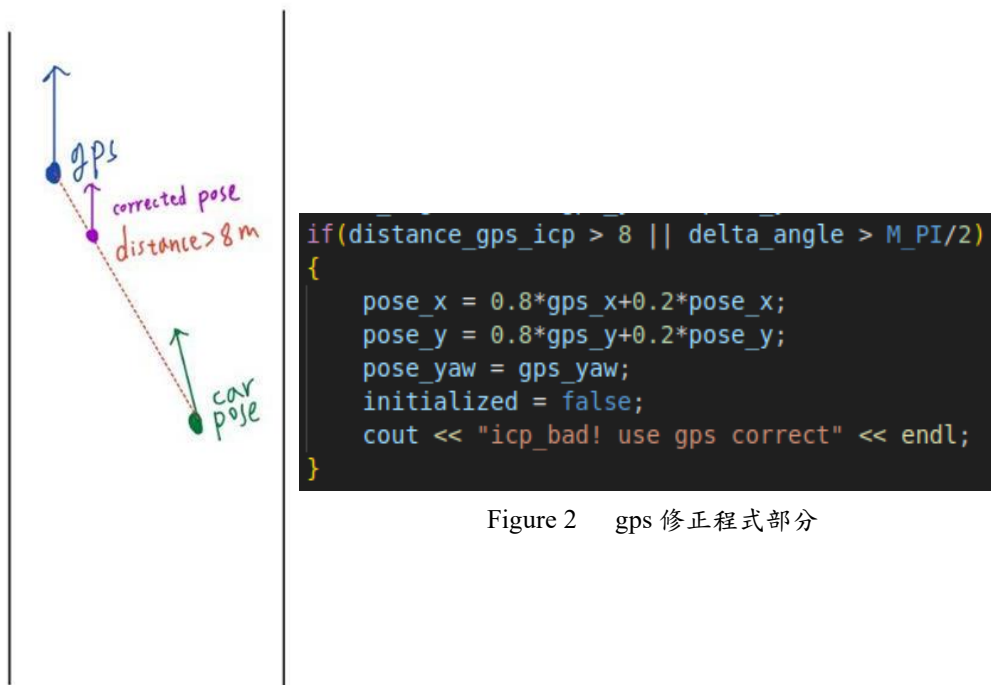 gps
corrected pose
distance>8m
car
pose
if(distance_gps_icp > 8 || delta_angle > M_PI/2)
{
pose_x = 0.8*gps_x+0.2*pose_x;
pose_y = 0.8*gps_y+0.2*pose_y;
pose_yaw = gps_yaw;
initialized = false;
cout << "icp_bad! use gps correct" << endl;
}
Figure 2 gps 修正程式部分